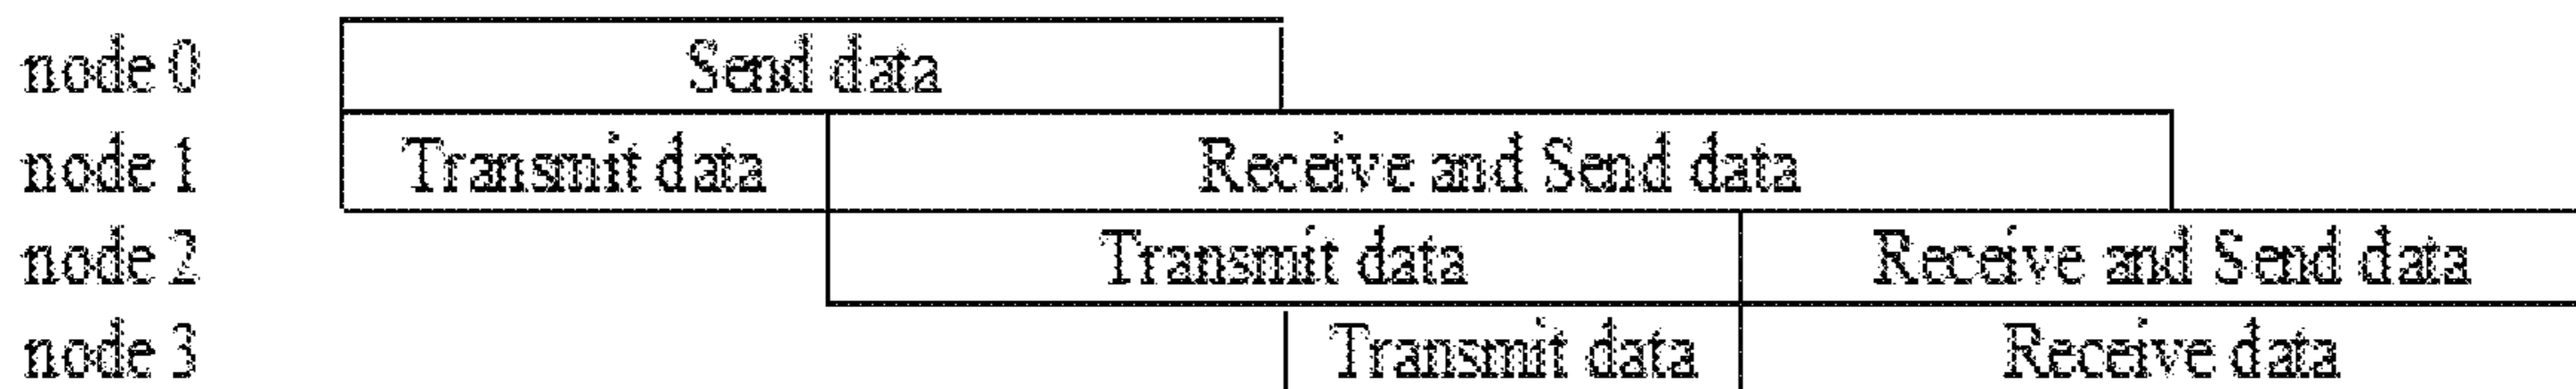 node 0 Send data
node 1 Transmit data Receive and Send data
node 2 Transmit data Receive and Send data
node 3 Transmit data Receive data